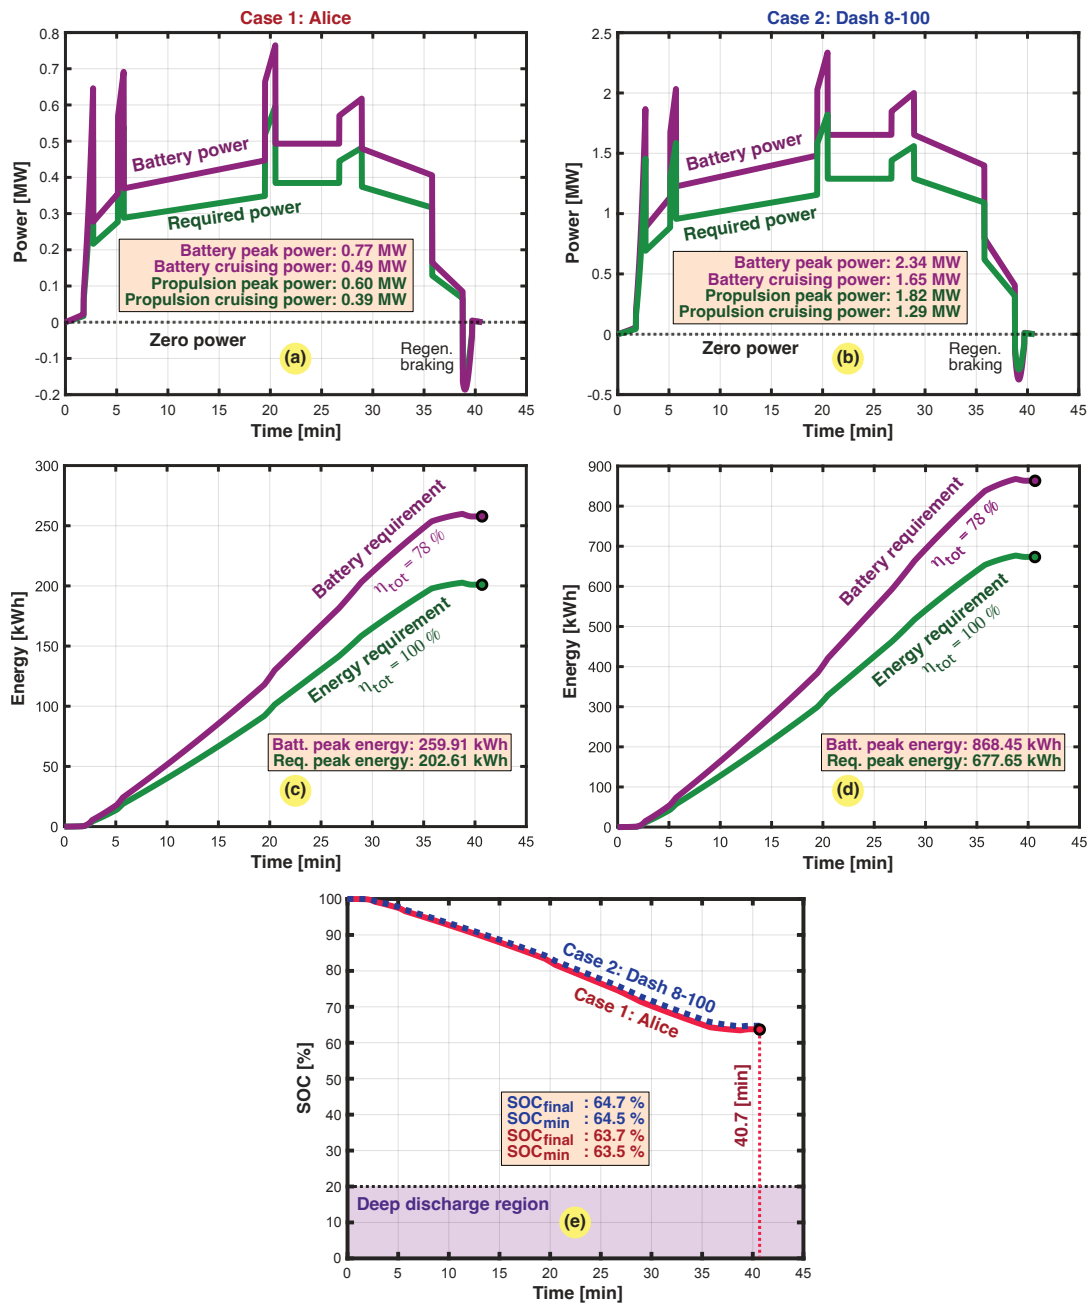 Case 1: Alice
0.8
0.7
0.6
0.5
0.4
0.3
0.2
0.1
0
-0.1
-0.2
Power [MW]
Battery power
Required power
Battery peak power: 0.77 MW
Battery cruising power: 0.49 MW
Propulsion peak power: 0.60 MW
Propulsion cruising power: 0.39 MW
Zero power
(a)
Regen.
braking
0 5 10 15 20 25 30 35 40 45
Time [min]
Case 2: Dash 8-100
2.5
2
1.5
1
0.5
0
-0.5
Power [MW]
Battery power
Required power
Battery peak power: 2.34 MW
Battery cruising power: 1.65 MW
Propulsion peak power: 1.82 MW
Propulsion cruising power: 1.29 MW
Zero power
(b)
Regen.
braking
0 5 10 15 20 25 30 35 40 45
Time [min]
300
250
200
150
100
50
0
Energy [kWh]
Battery requirement
ηtot = 78 %
Energy requirement
ηtot = 100 %
Batt. peak energy: 259.91 kWh
Req. peak energy: 202.61 kWh
(c)
0 5 10 15 20 25 30 35 40 45
Time [min]
900
800
700
600
500
400
300
200
100
0
Energy [kWh]
Battery requirement
ηtot = 78 %
Energy requirement
ηtot = 100 %
Batt. peak energy: 868.45 kWh
Req. peak energy: 677.65 kWh
(d)
0 5 10 15 20 25 30 35 40 45
Time [min]
100
90
80
70
60
50
40
30
20
10
0
SOC [%]
Case 2: Dash 8-100
Case 1: Alice
SOCfinal : 64.7 %
SOCmin : 64.5 %
SOCfinal : 63.7 %
SOCmin : 63.5 %
40.7 [min]
Deep discharge region
(e)
0 5 10 15 20 25 30 35 40 45
Time [min]